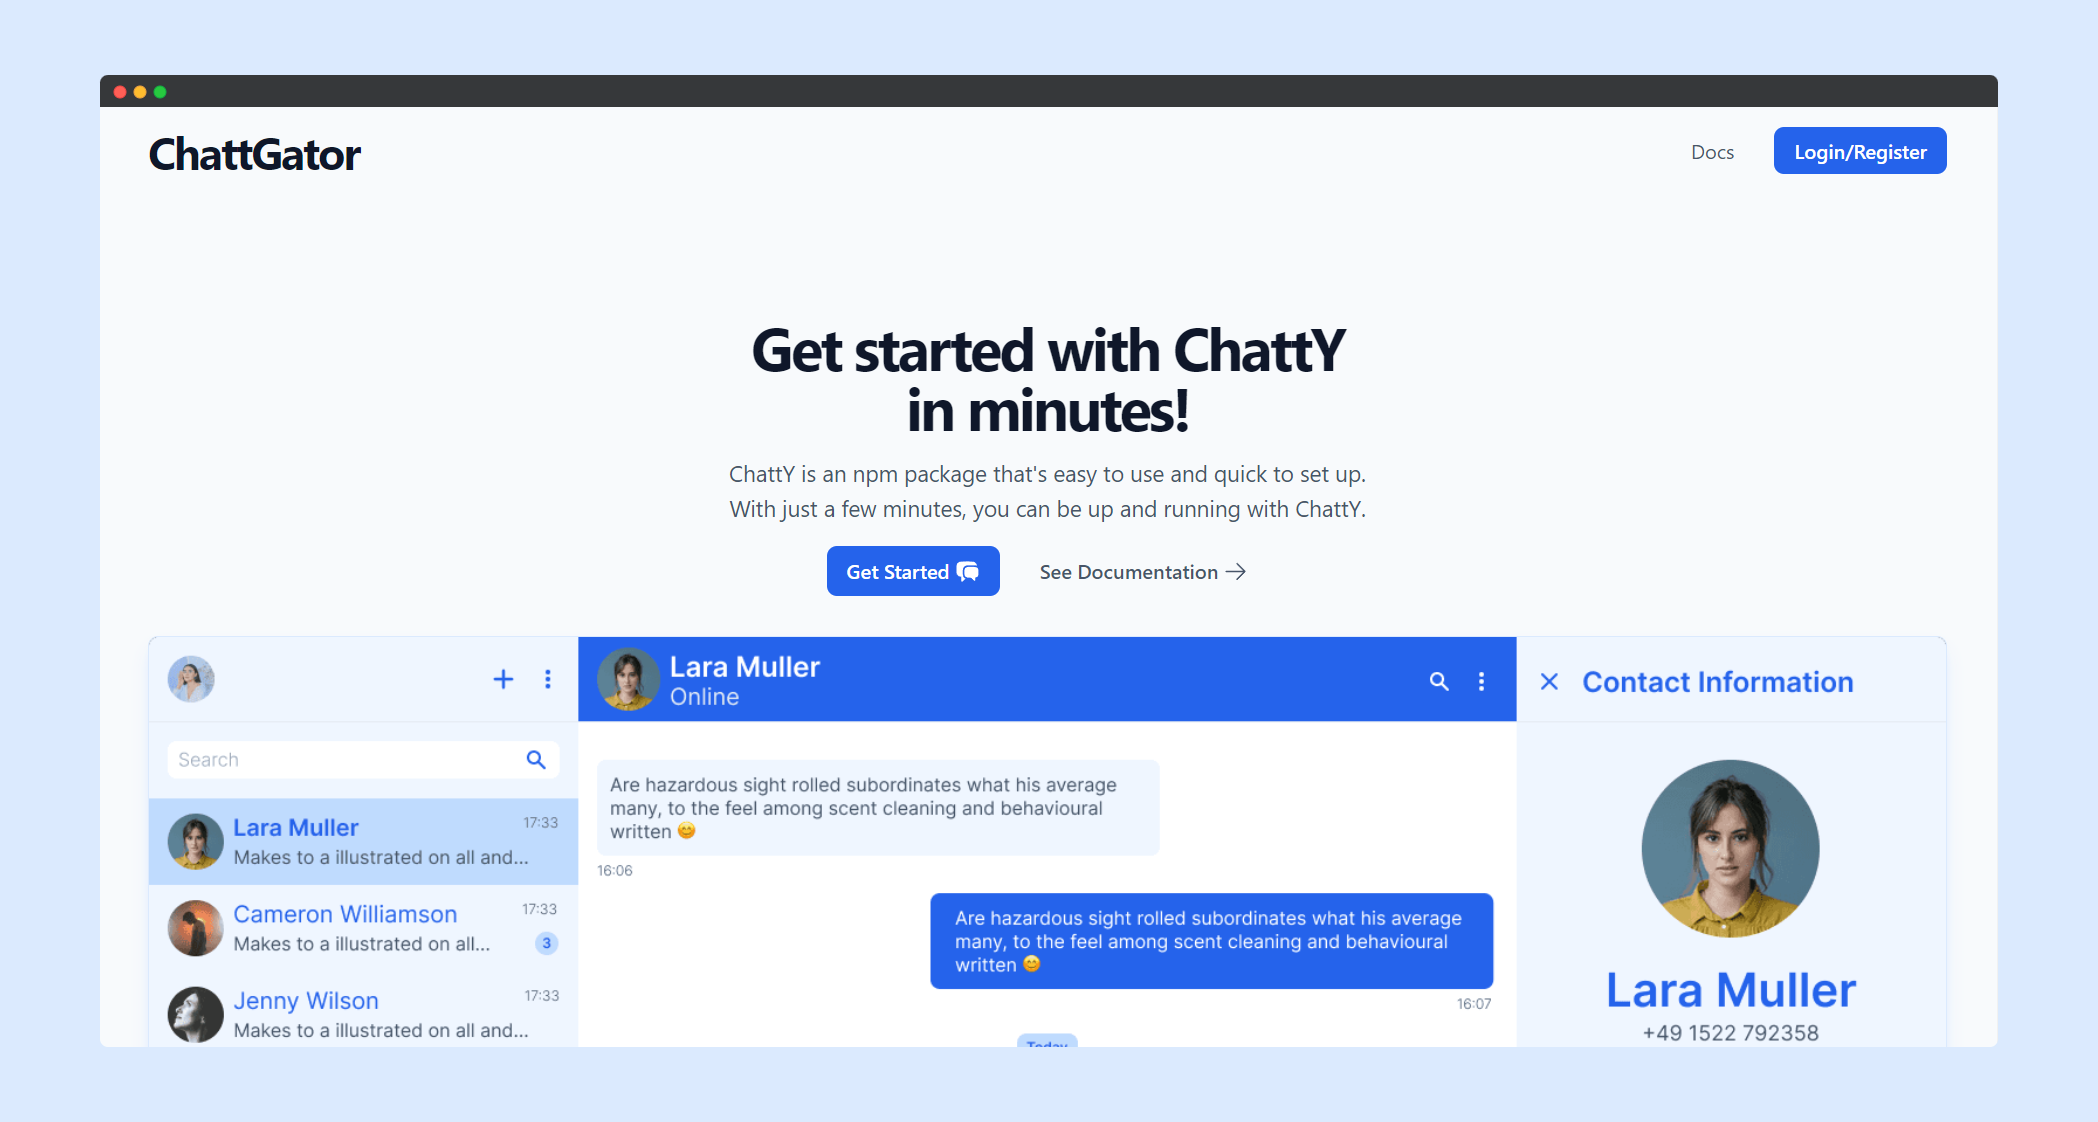 ChattGator
Docs
Login/Register
Get started with ChattY
in minutes!
ChattY is an npm package that's easy to use and quick to set up.
With just a few minutes, you can be up and running with ChattY.
Get Started
See Documentation
Search
Lara Muller
17:33
Makes to a illustrated on all and...
Cameron Williamson
17:33
Makes to a illustrated on all...
3
Jenny Wilson
17:33
Makes to a illustrated on all and...
Lara Muller
Online
Are hazardous sight rolled subordinates what his average
many, to the feel among scent cleaning and behavioural
written 😊
16:06
Are hazardous sight rolled subordinates what his average
many, to the feel among scent cleaning and behavioural
written 😊
16:07
Today
Contact Information
Lara Muller
+49 1522 792358